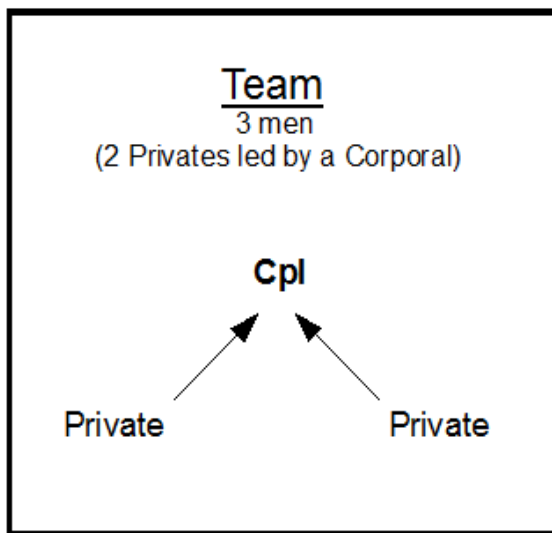 Team
3 men
(2 Privates led by a Corporal)
Cpl
Private Private